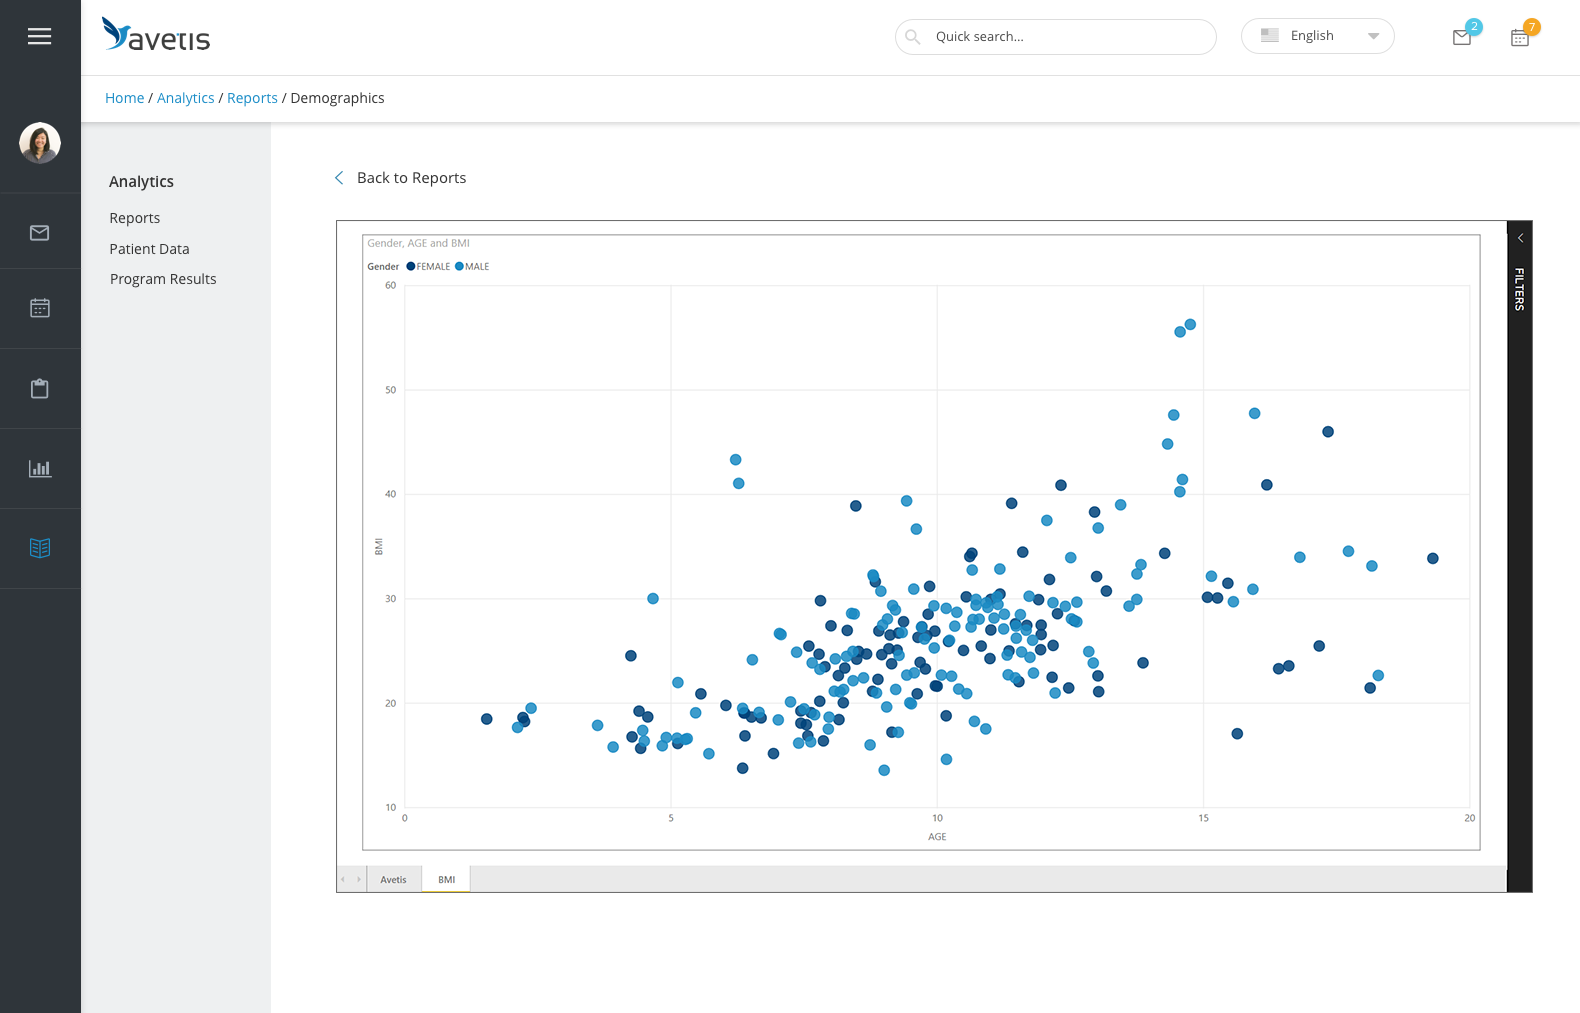 avetis
Quick search...
English
2
7
Home / Analytics / Reports / Demographics
Analytics
Reports
Patient Data
Program Results
Back to Reports
Gender, AGE and BMI
Gender FEMALE MALE
60
50
40
30
20
10
BMI
0 5 10 15 20
AGE
FILTERS
Avetis BMI